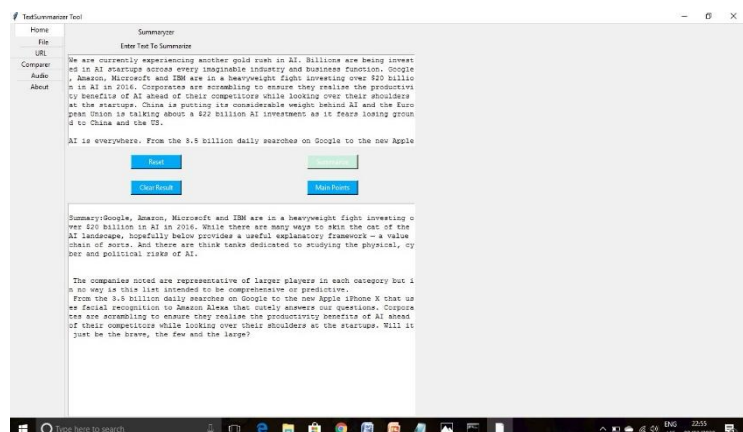 TextSummarizer Tool
Home
File
URL
Comparer
Audio
About
Summaryzer
Enter Text To Summarize
We are currently experiencing another gold rush in AI. Billions are being invest
ed in AI startups across every imaginable industry and business function. Google
, Amazon, Microsoft and IBM are in a heavyweight fight investing over $20 billio
n in AI in 2016. Corporates are scrambling to ensure they realise the productivi
ty benefits of AI ahead of their competitors while looking over their shoulders
at the startups. China is putting its considerable weight behind AI and the Euro
pean Union is talking about a $22 billion AI investment as it fears losing groun
d to China and the US.
AI is everywhere. From the 3.5 billion daily searches on Google to the new Apple
Reset
Summarize
Clear Result
Main Points
Summary:Google, Amazon, Microsoft and IBM are in a heavyweight fight investing o
ver $20 billion in AI in 2016. While there are many ways to skin the cat of the
AI landscape, hopefully below provides a useful explanatory framework — a value
chain of sorts. And there are think tanks dedicated to studying the physical, cy
ber and political risks of AI.
The companies noted are representative of larger players in each category but i
n no way is this list intended to be comprehensive or predictive.
From the 3.5 billion daily searches on Google to the new Apple iPhone X that us
es facial recognition to Amazon Alexa that cutely answers our questions. Corpora
tes are scrambling to ensure they realise the productivity benefits of AI ahead
of their competitors while looking over their shoulders at the startups. Will it
just be the brave, the few and the large?
Type here to search
ENG
22:55